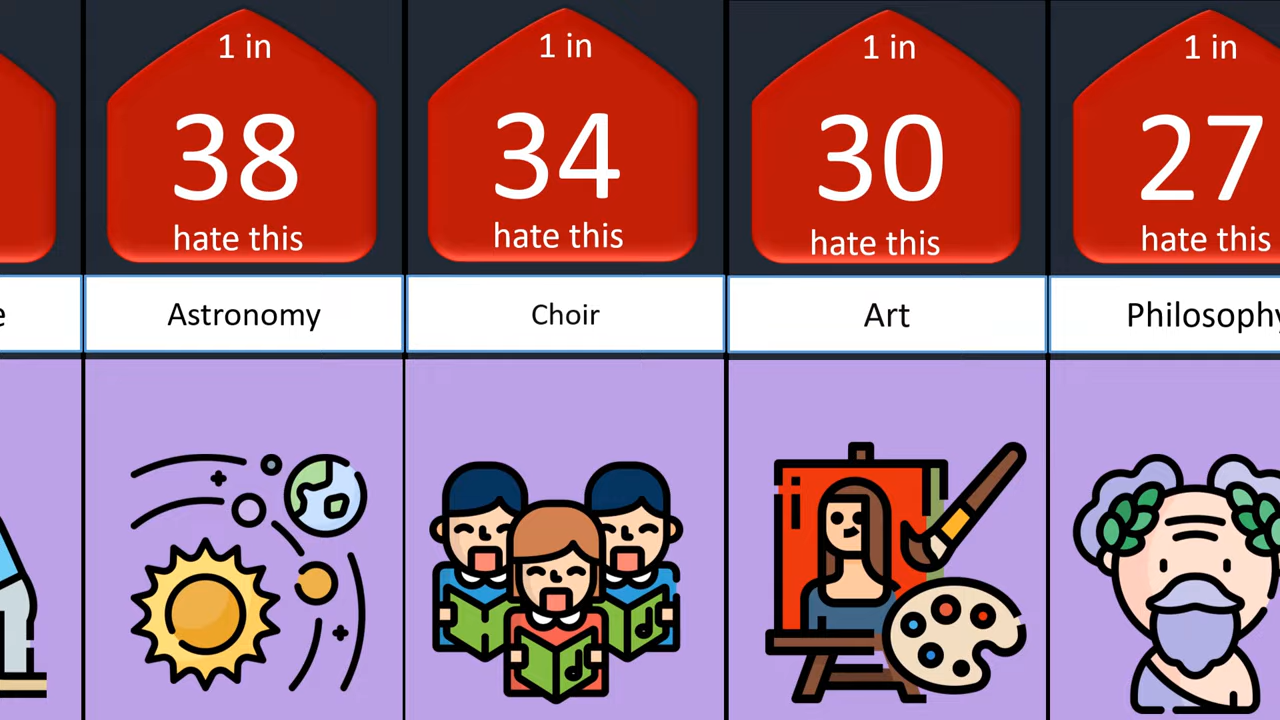 1 in
38
hate this
1 in
34
hate this
1 in
30
hate this
1 in
27
hate this
e
Astronomy
Choir
Art
Philosophy